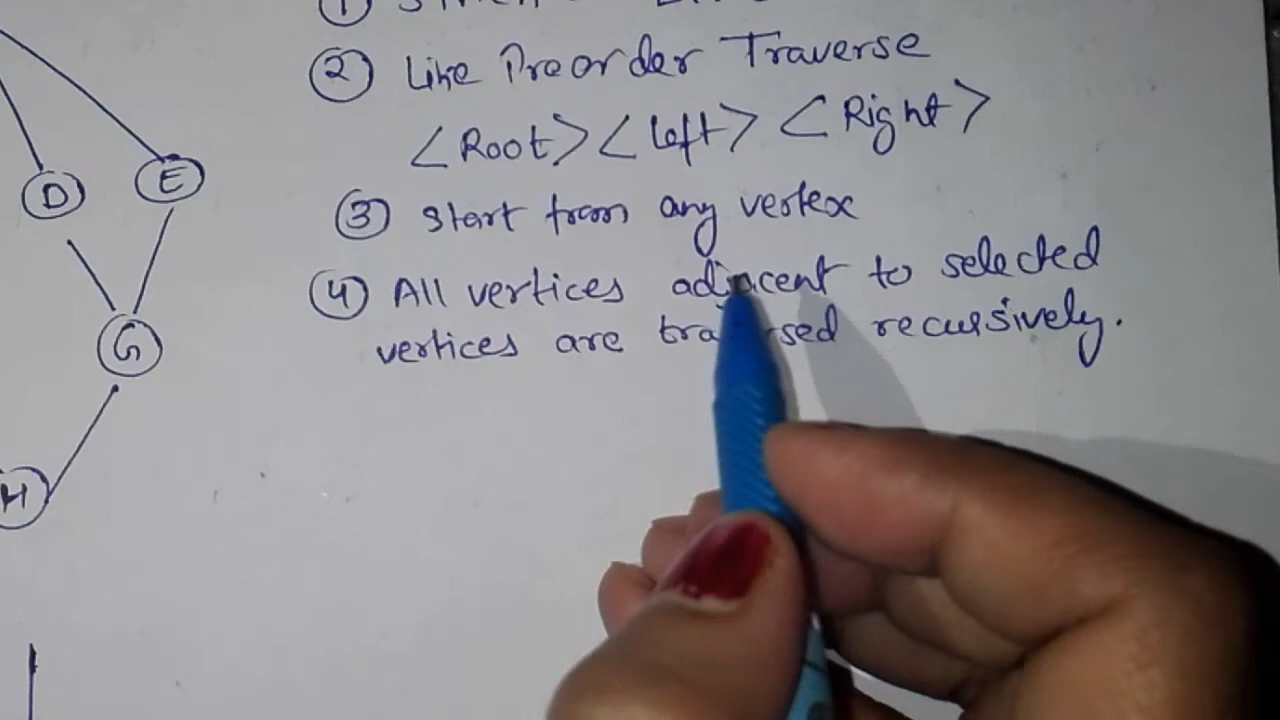 1
2 Like Preorder Traverse
<Root> <Left> <Right>
3 Start from any vertex
D
E
4 All vertices adjacent to selected
vertices are recursively.
G
H